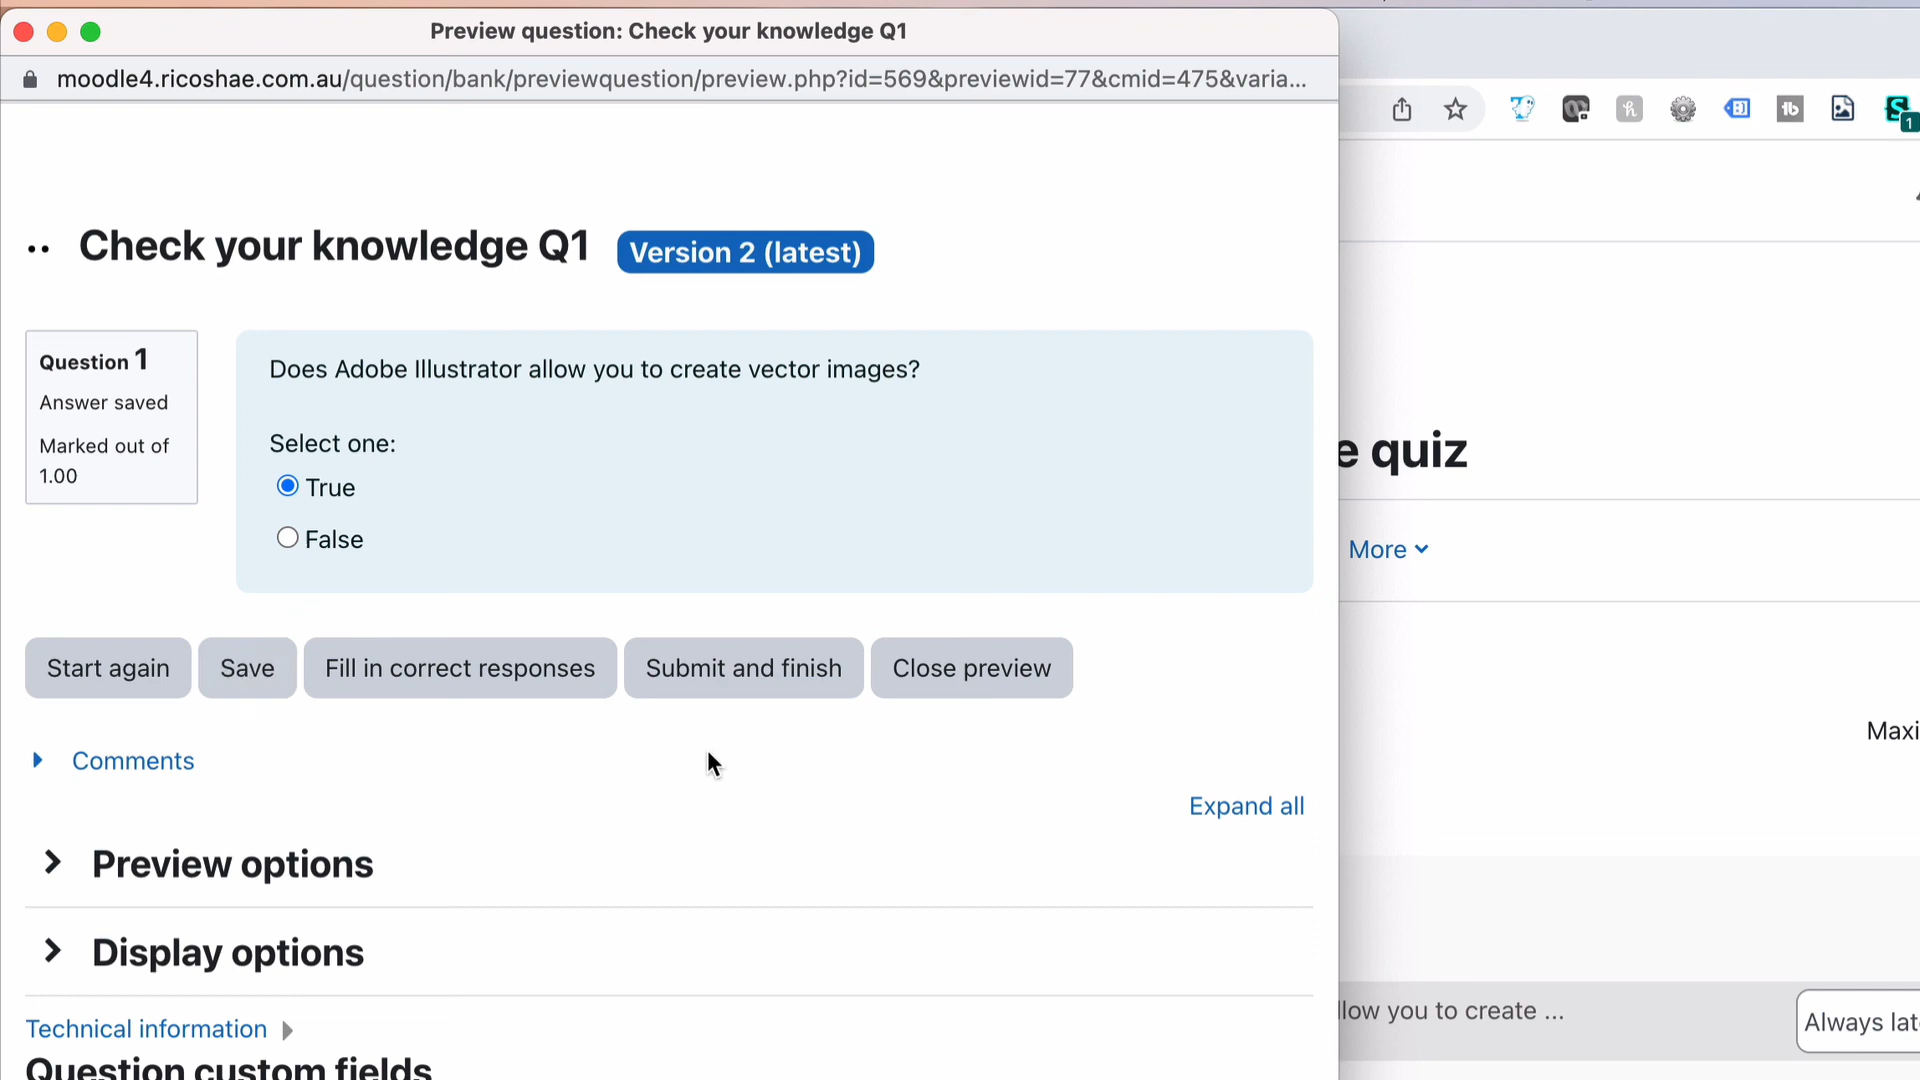 Preview question: Check your knowledge Q1
moodle4.ricoshae.com.au/question/bank/previewquestion/preview.php?id=569&previewid=77&cmid=475&varia...
Check your knowledge Q1 Version 2 (latest)
Question 1
Answer saved
Marked out of
1.00
Does Adobe Illustrator allow you to create vector images?
Select one:
True
False
Start again Save Fill in correct responses Submit and finish Close preview
Comments
Expand all
Preview options
Display options
Technical information
Question custom fields
1
e quiz
More
Maxi
llow you to create ...
Always lat